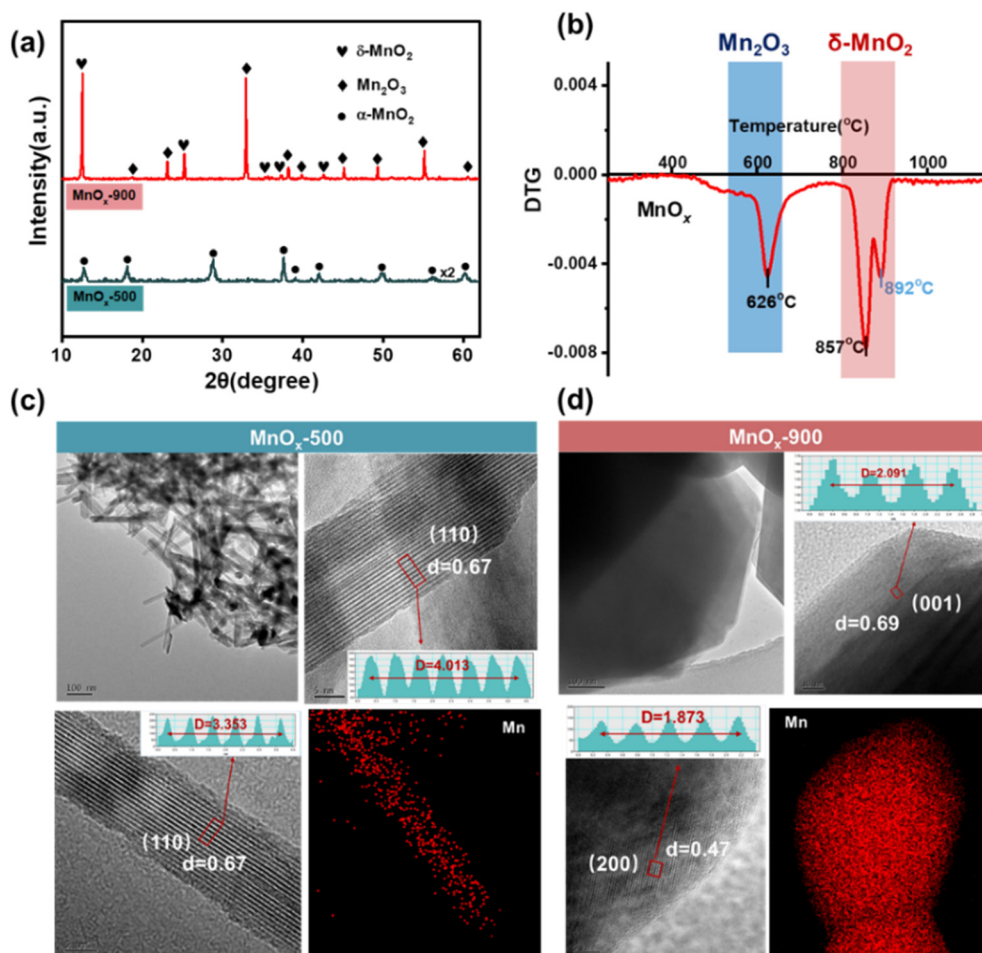 (a)
Intensity(a.u.)
♥ δ-MnO₂
◆ Mn₂O₃
● α-MnO₂
MnOₓ-900
x2
MnOₓ-500
10 20 30 40 50 60
2θ(degree)
(b)
Mn₂O₃ δ-MnO₂
DTG
0.004
0.000
-0.004
-0.008
Temperature(°C)
400 600 800 1000
MnOₓ
626°C
857°C
892°C
(c)
MnOₓ-500
100 nm
(110)
d=0.67
D=4.013
5 nm
D=3.353
(110)
d=0.67
Mn
(d)
MnOₓ-900
D=2.091
(001)
d=0.69
D=1.873
(200)
d=0.47
Mn